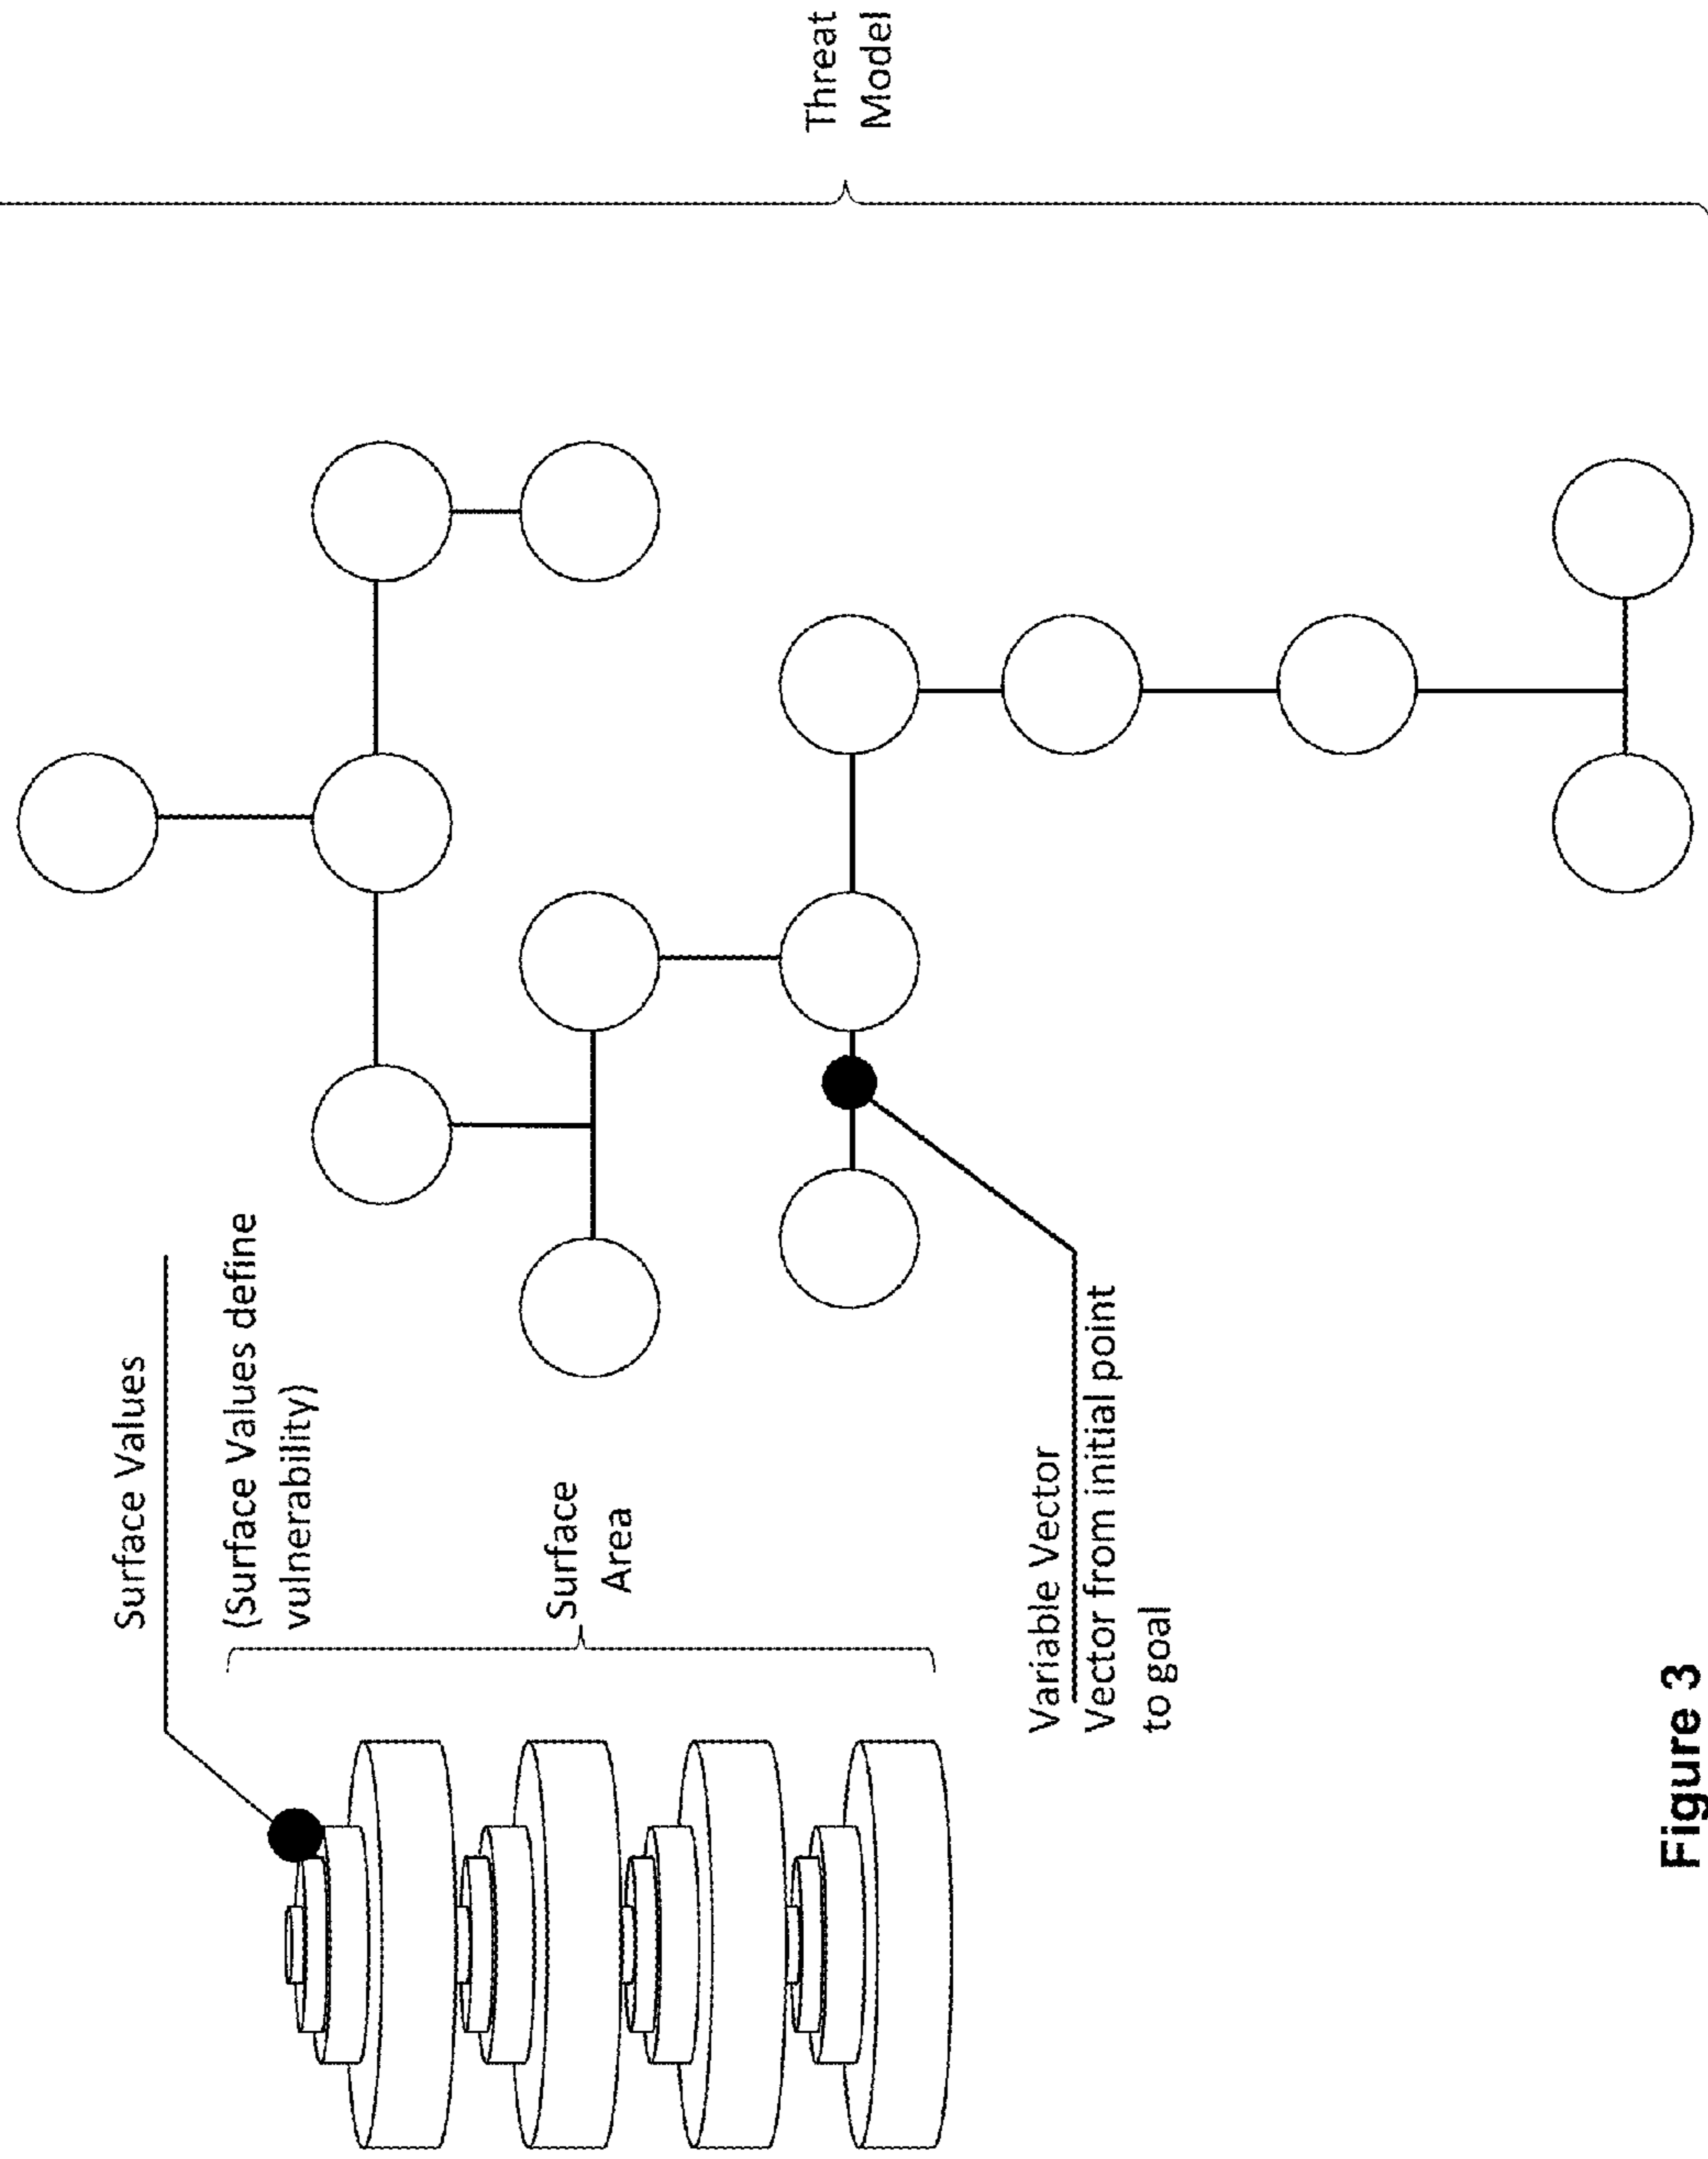 Surface Values
(Surface Values define
vulnerability)
Surface
Area
Variable Vector
Vector from initial point
to goal
Threat
Model
Figure 3